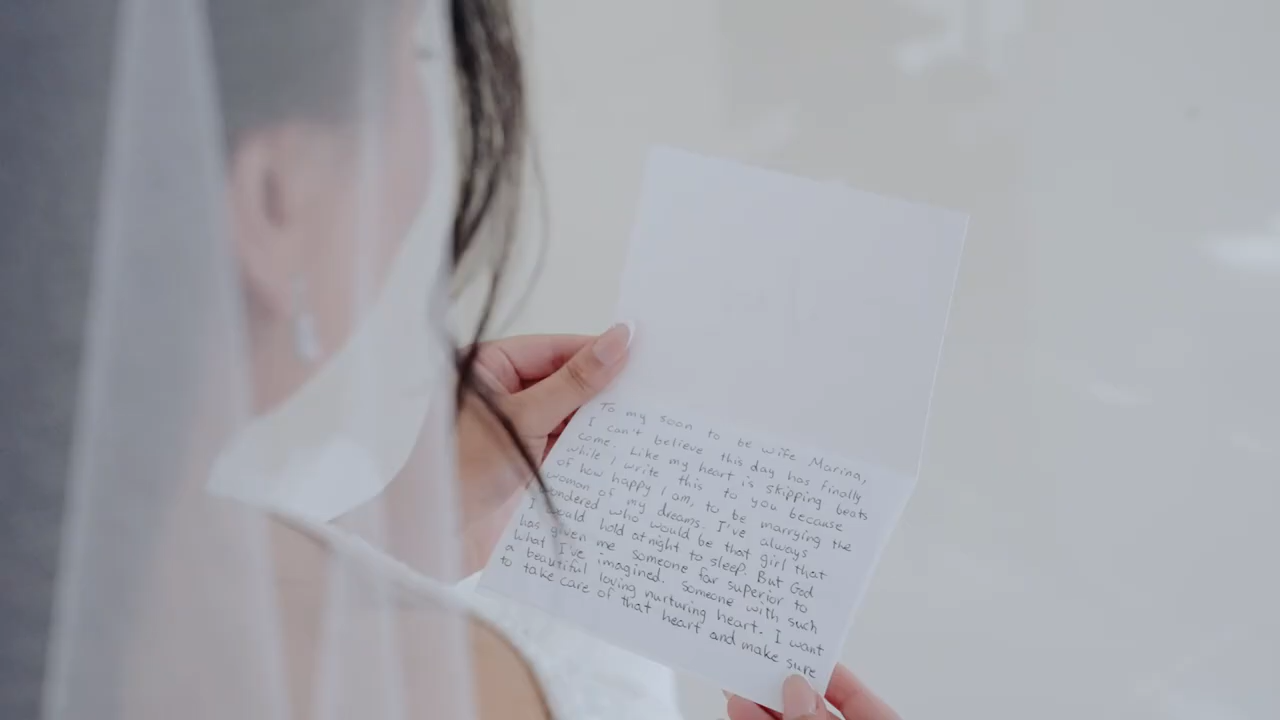 To my soon to be wife Marina,
I can't believe this day has finally
come. Like my heart is skipping beats
while I write this to you because
of how happy I am, to be marrying the
woman of my dreams. I've always
wondered who would be that girl that
I would hold at night to sleep. But God
has given me someone far superior to
what I've imagined. Someone with such
a beautiful loving nurturing heart. I want
to take care of that heart and make sure